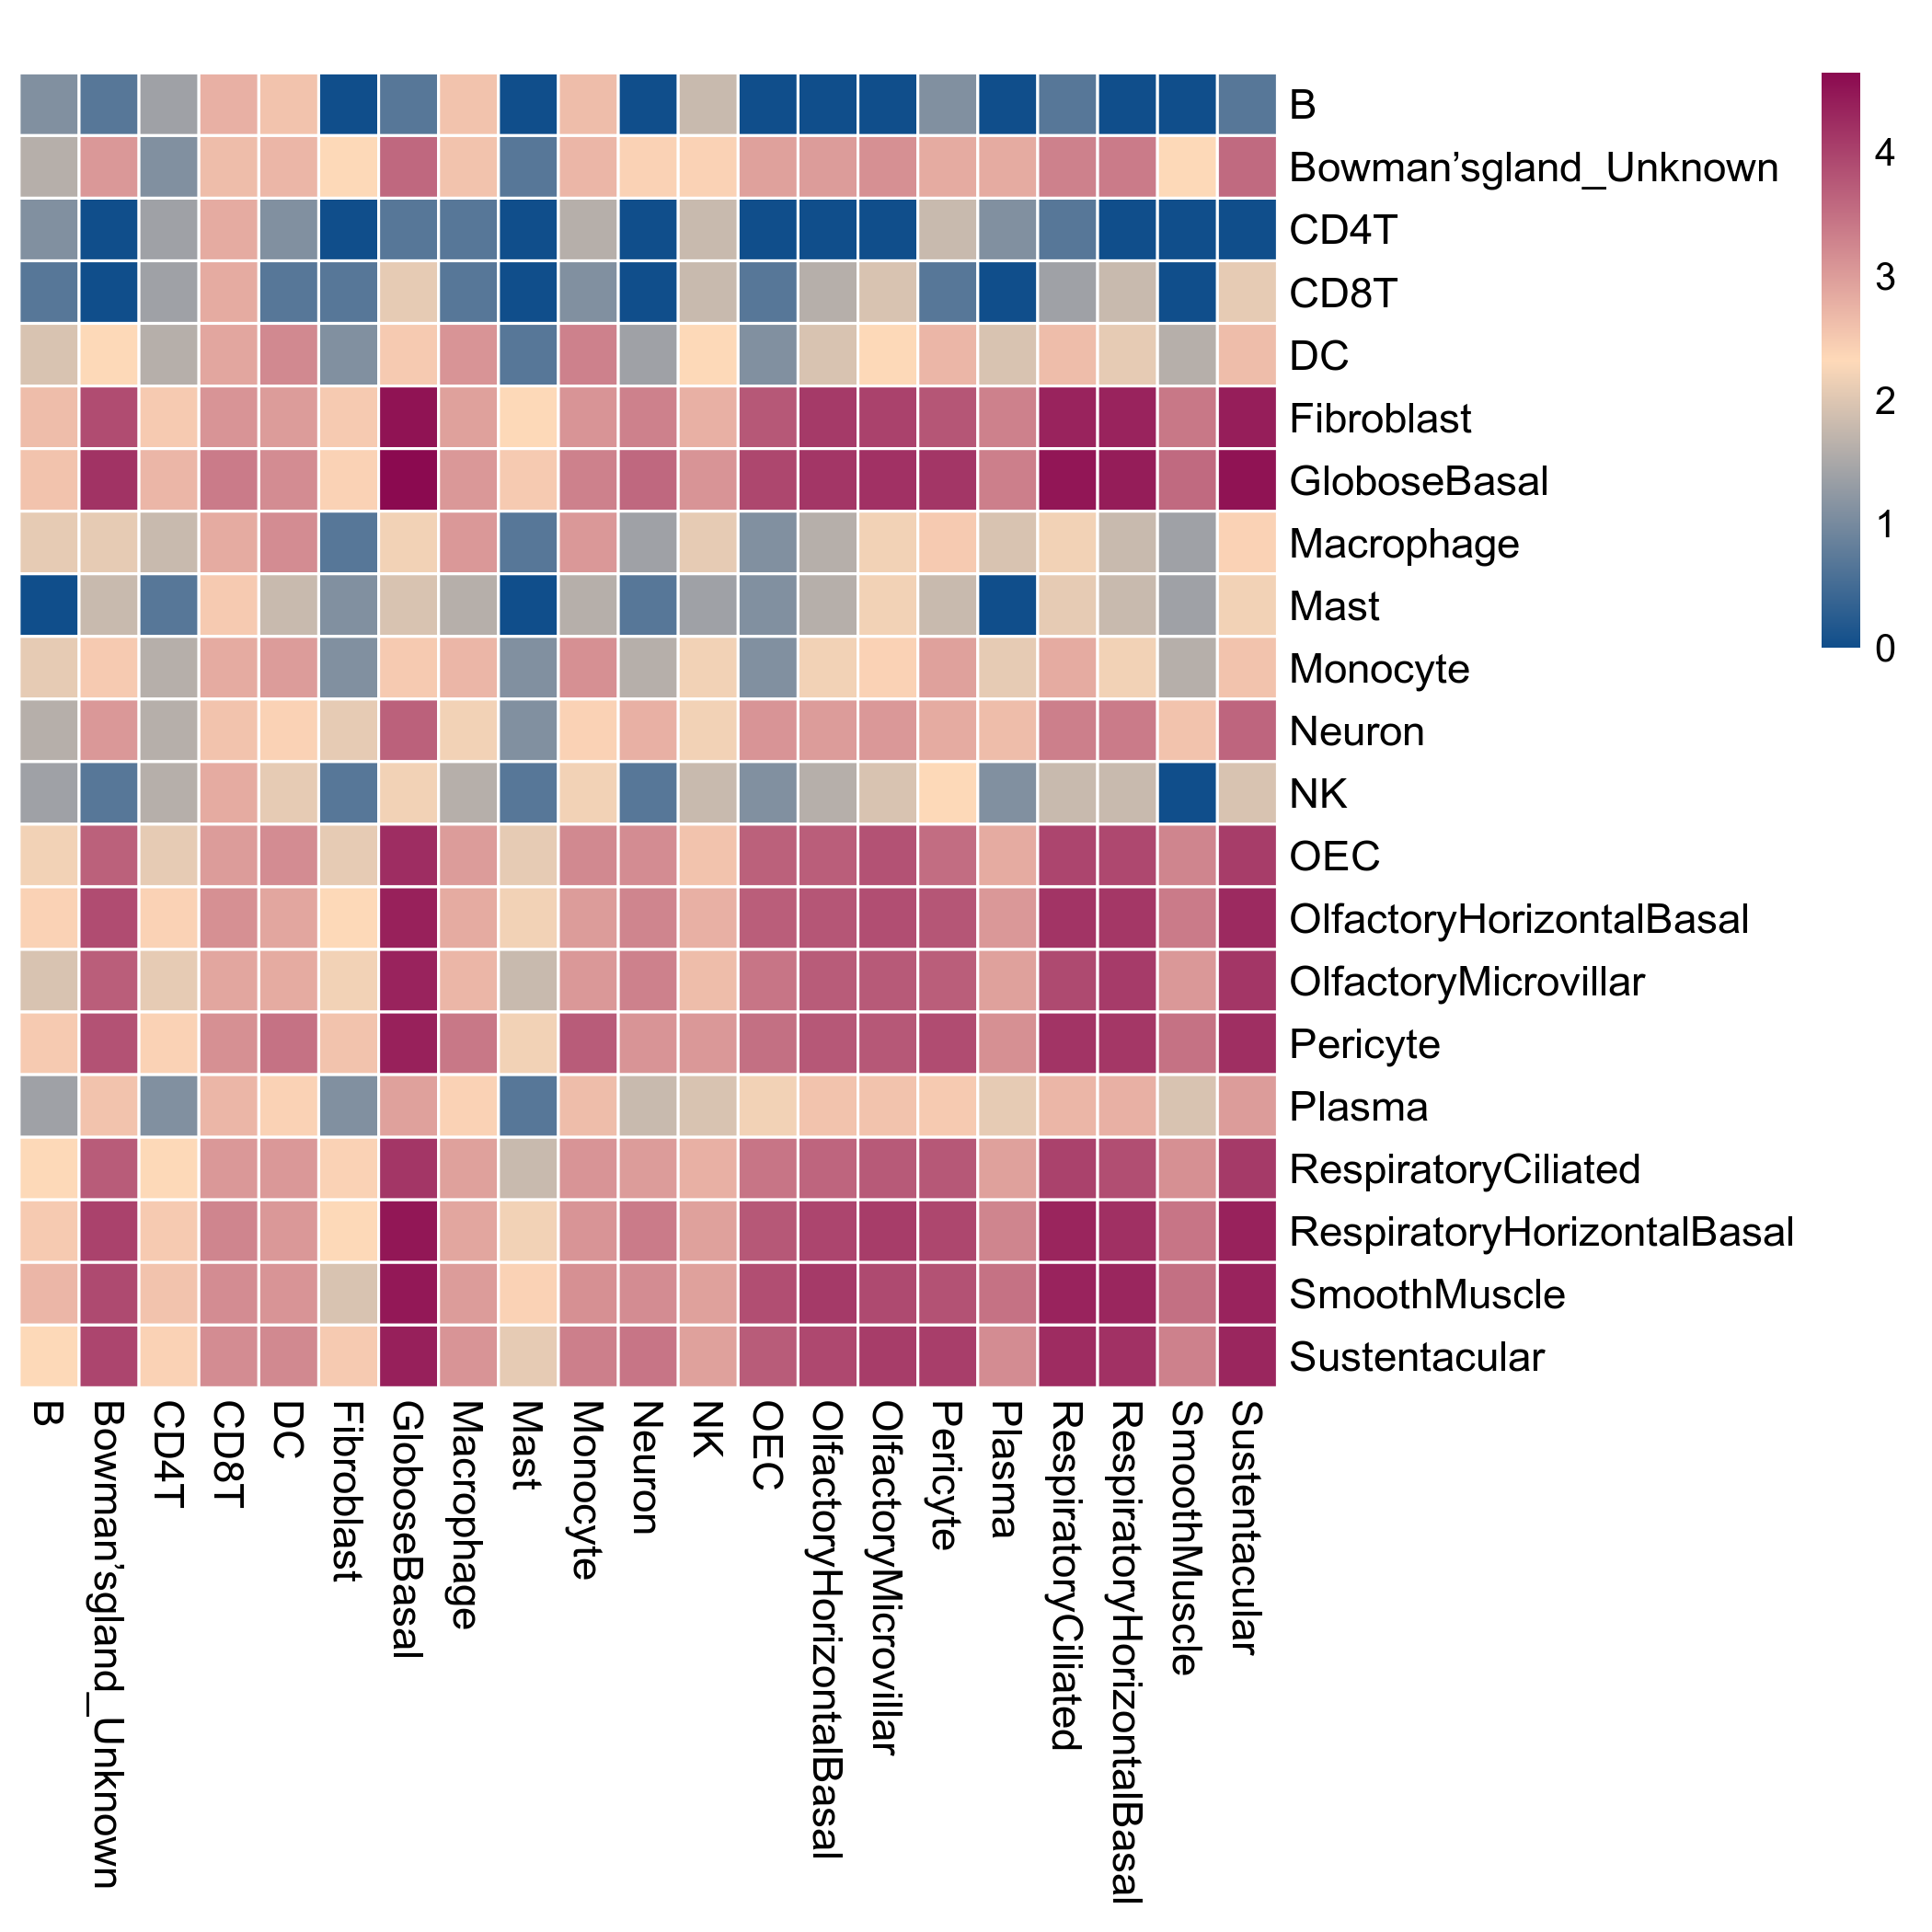 B
Bowman’sgland_Unknown
CD4T
CD8T
DC
Fibroblast
GloboseBasal
Macrophage
Mast
Monocyte
Neuron
NK
OEC
OlfactoryHorizontalBasal
OlfactoryMicrovillar
Pericyte
Plasma
RespiratoryCiliated
RespiratoryHorizontalBasal
SmoothMuscle
Sustentacular
4
3
2
1
0
B
Bowman’sgland_Unknown
CD4T
CD8T
DC
Fibroblast
GloboseBasal
Macrophage
Mast
Monocyte
Neuron
NK
OEC
OlfactoryHorizontalBasal
OlfactoryMicrovillar
Pericyte
Plasma
RespiratoryCiliated
RespiratoryHorizontalBasal
SmoothMuscle
Sustentacular